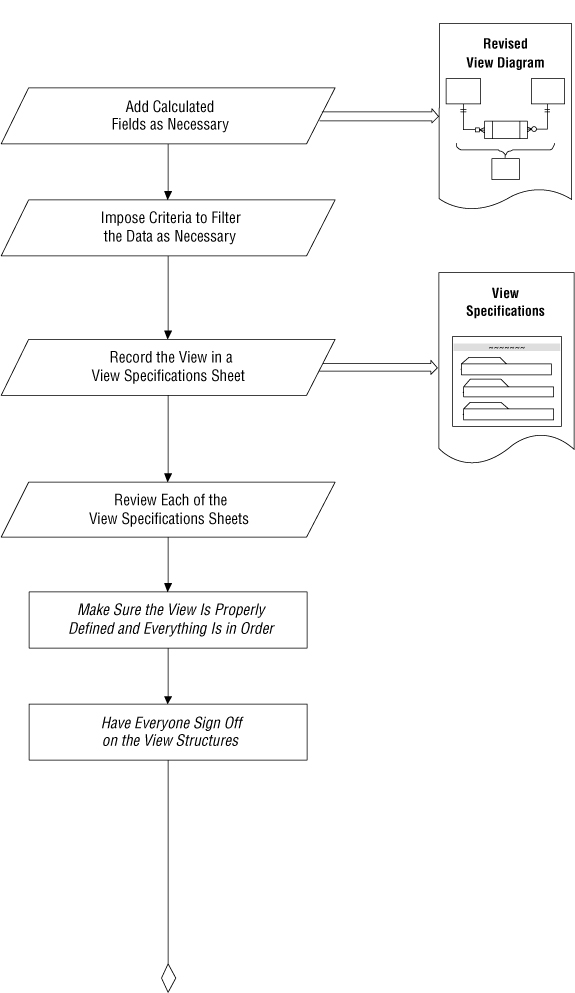 Revised
View Diagram
Add Calculated
Fields as Necessary
Impose Criteria to Filter
the Data as Necessary
View
Specifications
Record the View in a
View Specifications Sheet
Review Each of the
View Specifications Sheets
Make Sure the View Is Properly
Defined and Everything Is in Order
Have Everyone Sign Off
on the View Structures